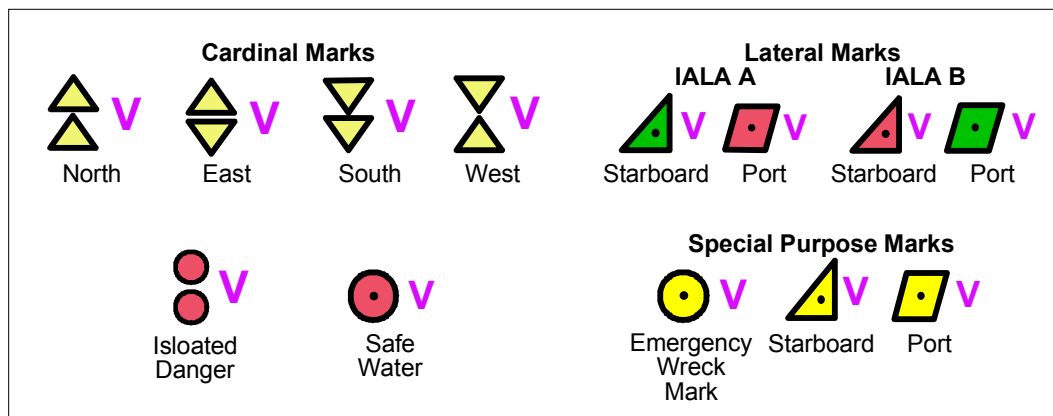 Cardinal Marks
V V V V
North East South West
Lateral Marks
IALA A IALA B
V V V V
Starboard Port Starboard Port
V V
Isloated
Danger
Safe
Water
Special Purpose Marks
V V V
Emergency
Wreck
Mark
Starboard Port